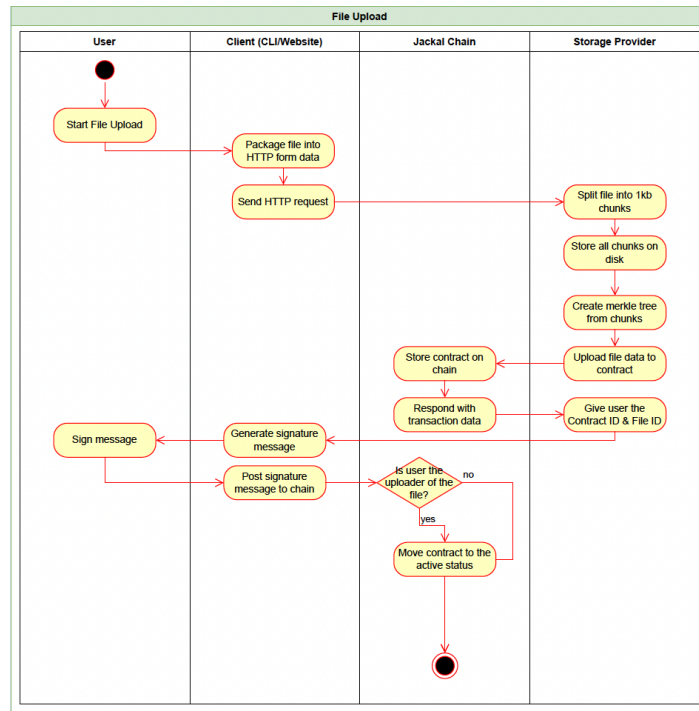 File Upload
User
Client (CLI/Website)
Jackal Chain
Storage Provider
Start File Upload
Package file into
HTTP form data
Send HTTP request
Split file into 1kb
chunks
Store all chunks on
disk
Create merkle tree
from chunks
Upload file data to
contract
Store contract on
chain
Respond with
transaction data
Give user the
Contract ID & File ID
Generate signature
message
Sign message
Post signature
message to chain
Is user the
uploader of the
file?
no
yes
Move contract to the
active status